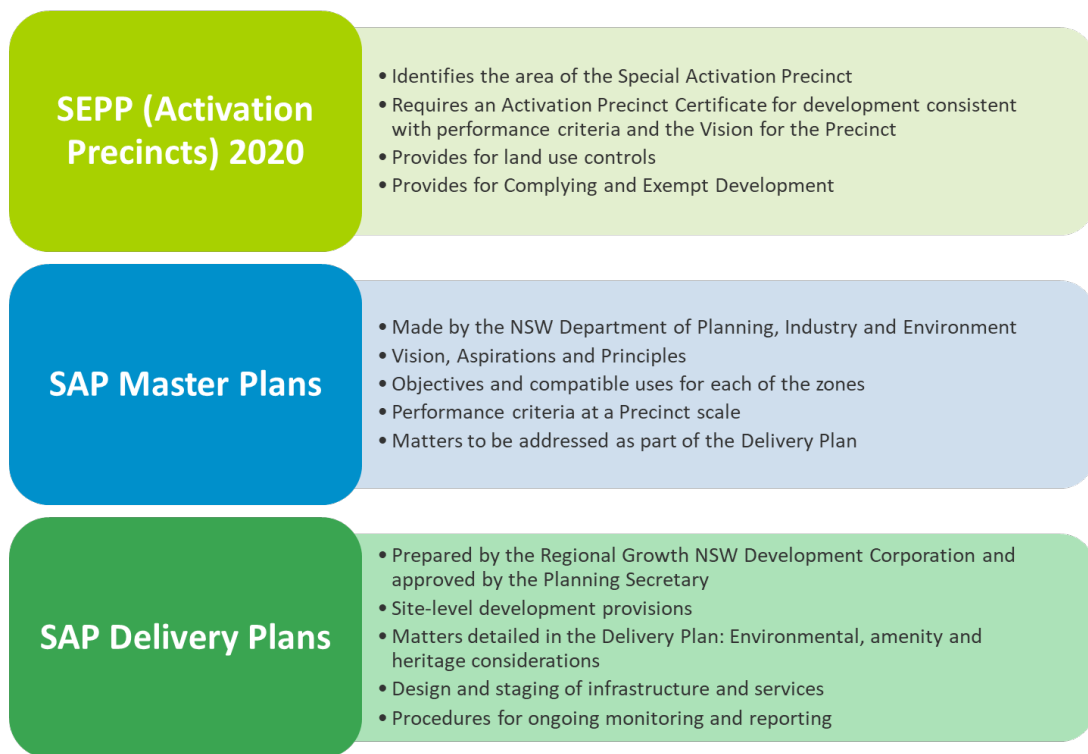 SEPP (Activation
Precincts) 2020
• Identifies the area of the Special Activation Precinct
• Requires an Activation Precinct Certificate for development consistent
with performance criteria and the Vision for the Precinct
• Provides for land use controls
• Provides for Complying and Exempt Development
SAP Master Plans
• Made by the NSW Department of Planning, Industry and Environment
• Vision, Aspirations and Principles
• Objectives and compatible uses for each of the zones
• Performance criteria at a Precinct scale
• Matters to be addressed as part of the Delivery Plan
SAP Delivery Plans
• Prepared by the Regional Growth NSW Development Corporation and
approved by the Planning Secretary
• Site-level development provisions
• Matters detailed in the Delivery Plan: Environmental, amenity and
heritage considerations
• Design and staging of infrastructure and services
• Procedures for ongoing monitoring and reporting